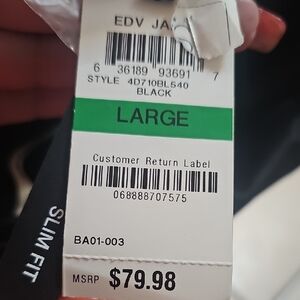 EDV
6 36189 93691 7
STYLE 4D710BL540
BLACK
LARGE
Customer Return Label
068888707575
BA01-003
MSRP $79.98
SLIM FIT